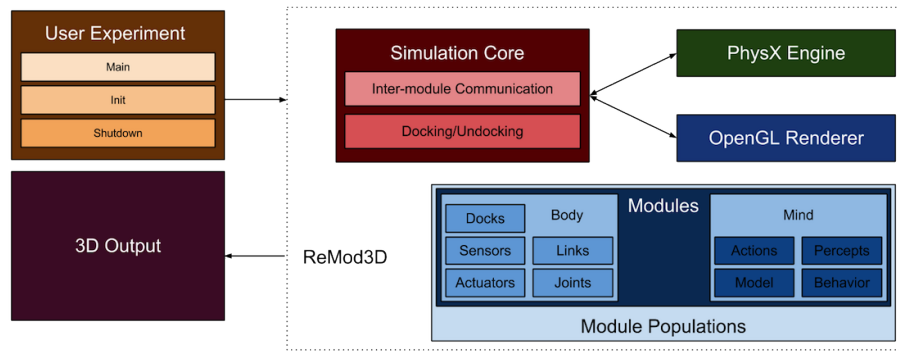 User Experiment
Main
Init
Shutdown
3D Output
ReMod3D
Simulation Core
Inter-module Communication
Docking/Undocking
PhysX Engine
OpenGL Renderer
Modules
Body
Docks
Sensors
Links
Actuators
Joints
Mind
Actions
Percepts
Model
Behavior
Module Populations